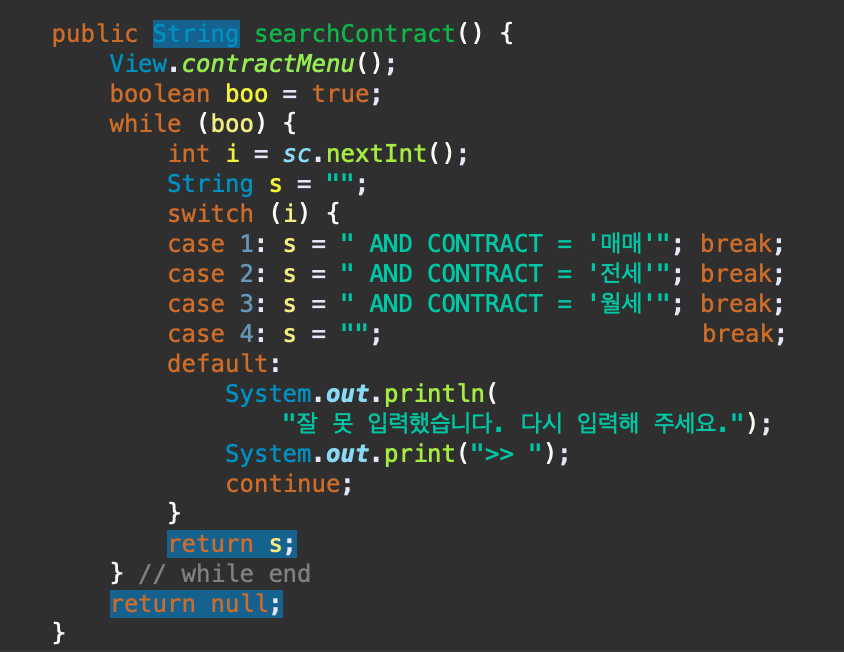 public String searchContract() {
View.contractMenu();
boolean boo = true;
while (boo) {
int i = sc.nextInt();
String s = "";
switch (i) {
case 1: s = " AND CONTRACT = '매매'"; break;
case 2: s = " AND CONTRACT = '전세'"; break;
case 3: s = " AND CONTRACT = '월세'"; break;
case 4: s = ""; break;
default:
System.out.println(
"잘 못 입력했습니다. 다시 입력해 주세요.");
System.out.print(">> ");
continue;
}
return s;
} // while end
return null;
}